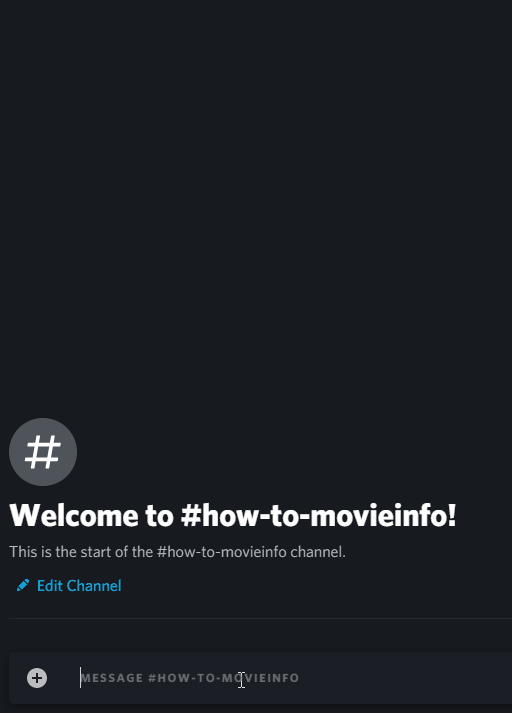 #
Welcome to #how-to-movieinfo!
This is the start of the #how-to-movieinfo channel.
Edit Channel
MESSAGE #HOW-TO-MOVIEINFO